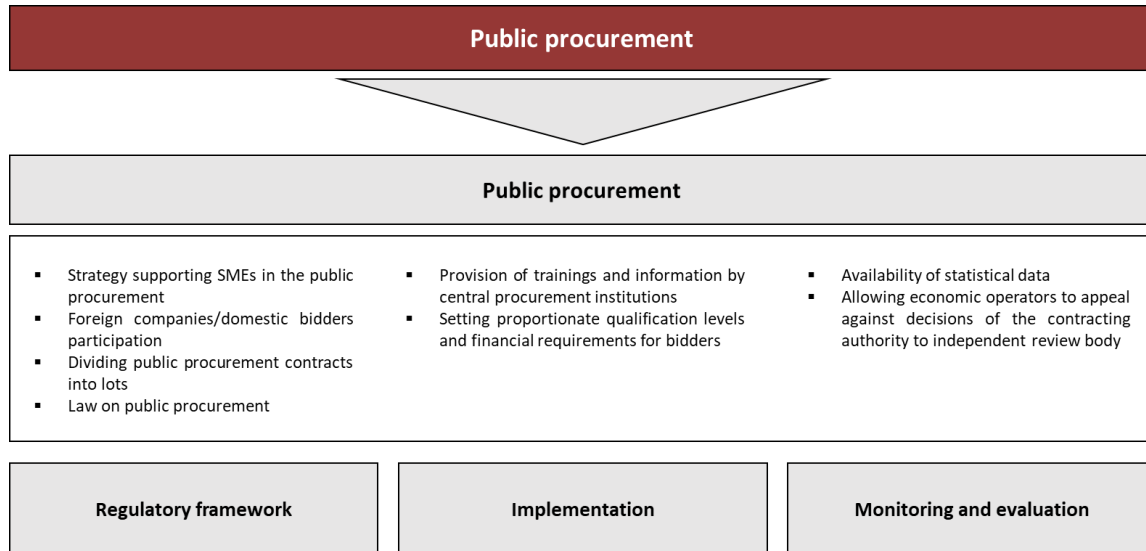 Public procurement
Public procurement
▪ Strategy supporting SMEs in the public
procurement
▪ Foreign companies/domestic bidders
participation
▪ Dividing public procurement contracts
into lots
▪ Law on public procurement
▪ Provision of trainings and information by
central procurement institutions
▪ Setting proportionate qualification levels
and financial requirements for bidders
▪ Availability of statistical data
▪ Allowing economic operators to appeal
against decisions of the contracting
authority to independent review body
Regulatory framework
Implementation
Monitoring and evaluation